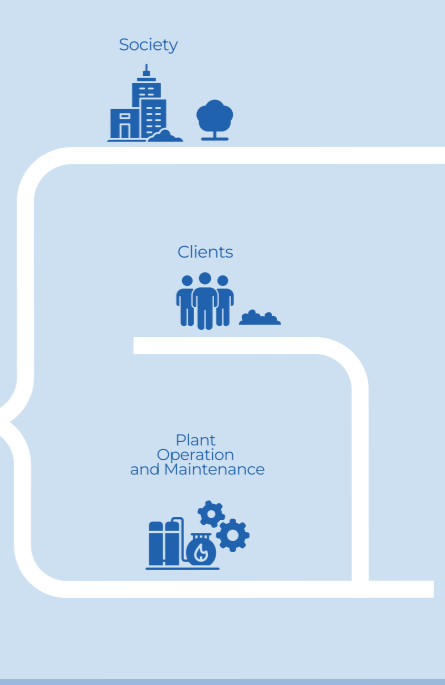 Society
Clients
Plant
Operation
and Maintenance